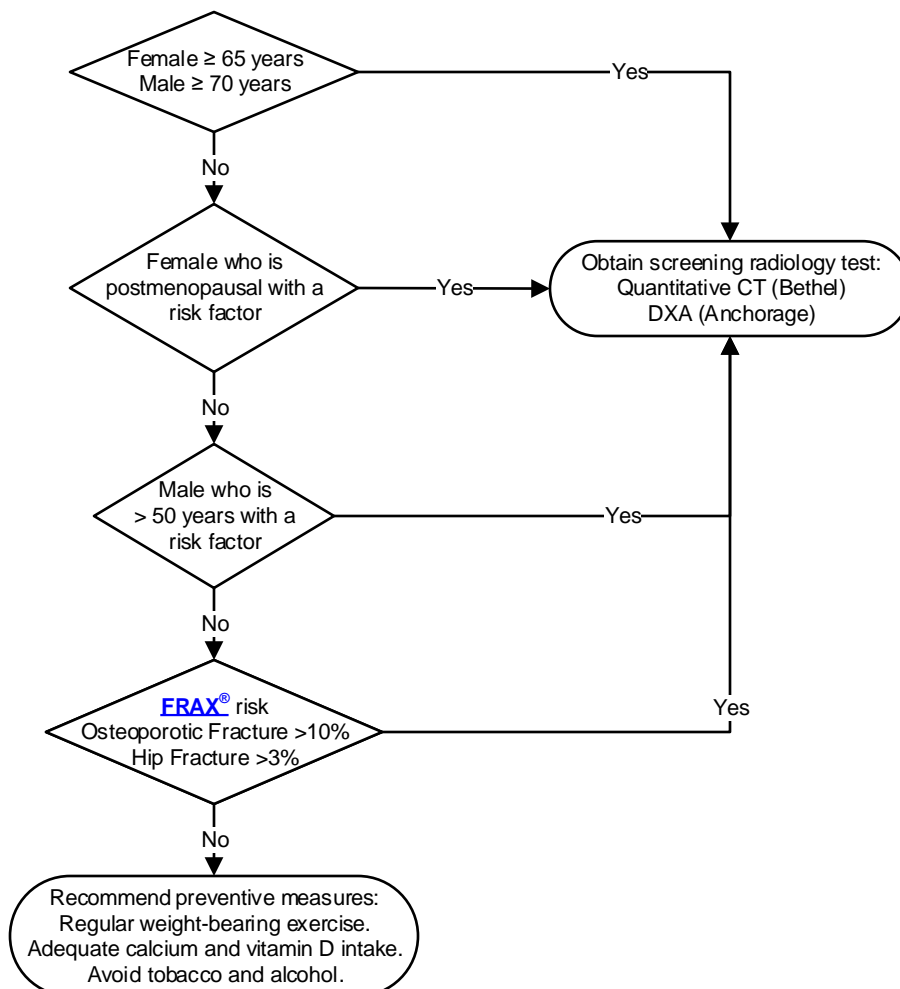 Female ≥ 65 years
Male ≥ 70 years
Yes
No
Female who is
postmenopausal with a
risk factor
Yes
Obtain screening radiology test:
Quantitative CT (Bethel)
DXA (Anchorage)
No
Male who is
> 50 years with a
risk factor
Yes
No
FRAX® risk
Osteoporotic Fracture >10%
Hip Fracture >3%
Yes
No
Recommend preventive measures:
Regular weight-bearing exercise.
Adequate calcium and vitamin D intake.
Avoid tobacco and alcohol.